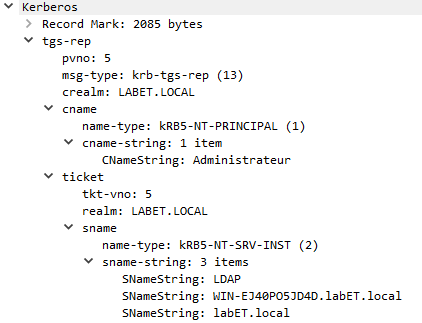 Kerberos
Record Mark: 2085 bytes
tgs-rep
pvno: 5
msg-type: krb-tgs-rep (13)
crealm: LABET.LOCAL
cname
name-type: kRB5-NT-PRINCIPAL (1)
cname-string: 1 item
CNameString: Administrateur
ticket
tkt-vno: 5
realm: LABET.LOCAL
sname
name-type: kRB5-NT-SRV-INST (2)
sname-string: 3 items
SNameString: LDAP
SNameString: WIN-EJ40PO5JD4D.labET.local
SNameString: labET.local